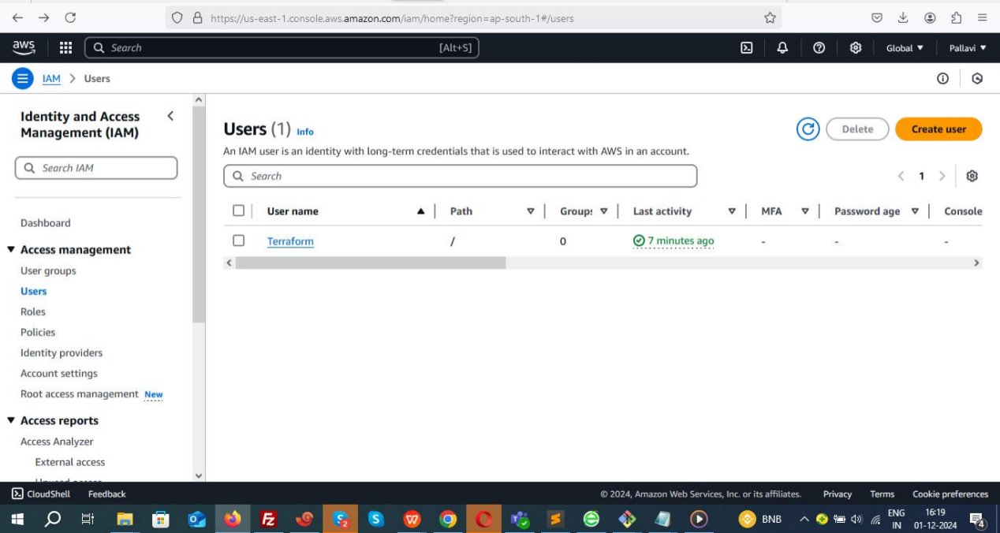 https://us-east-1.console.aws.amazon.com/iam/home?region=ap-south-1#/users
aws Search [Alt+S] Global Pallavi
IAM > Users
Identity and Access Management (IAM)
Search IAM
Dashboard
Access management
User groups
Users
Roles
Policies
Identity providers
Account settings
Root access management New
Access reports
Access Analyzer
External access
Unused access
Users (1) Info
Delete Create user
An IAM user is an identity with long-term credentials that is used to interact with AWS in an account.
Search
1
User name Path Group: Last activity MFA Password age Console
Terraform / 0 7 minutes ago - - -
CloudShell Feedback © 2024, Amazon Web Services, Inc. or its affiliates. Privacy Terms Cookie preferences
BNB ENG IN 16:19 01-12-2024 4